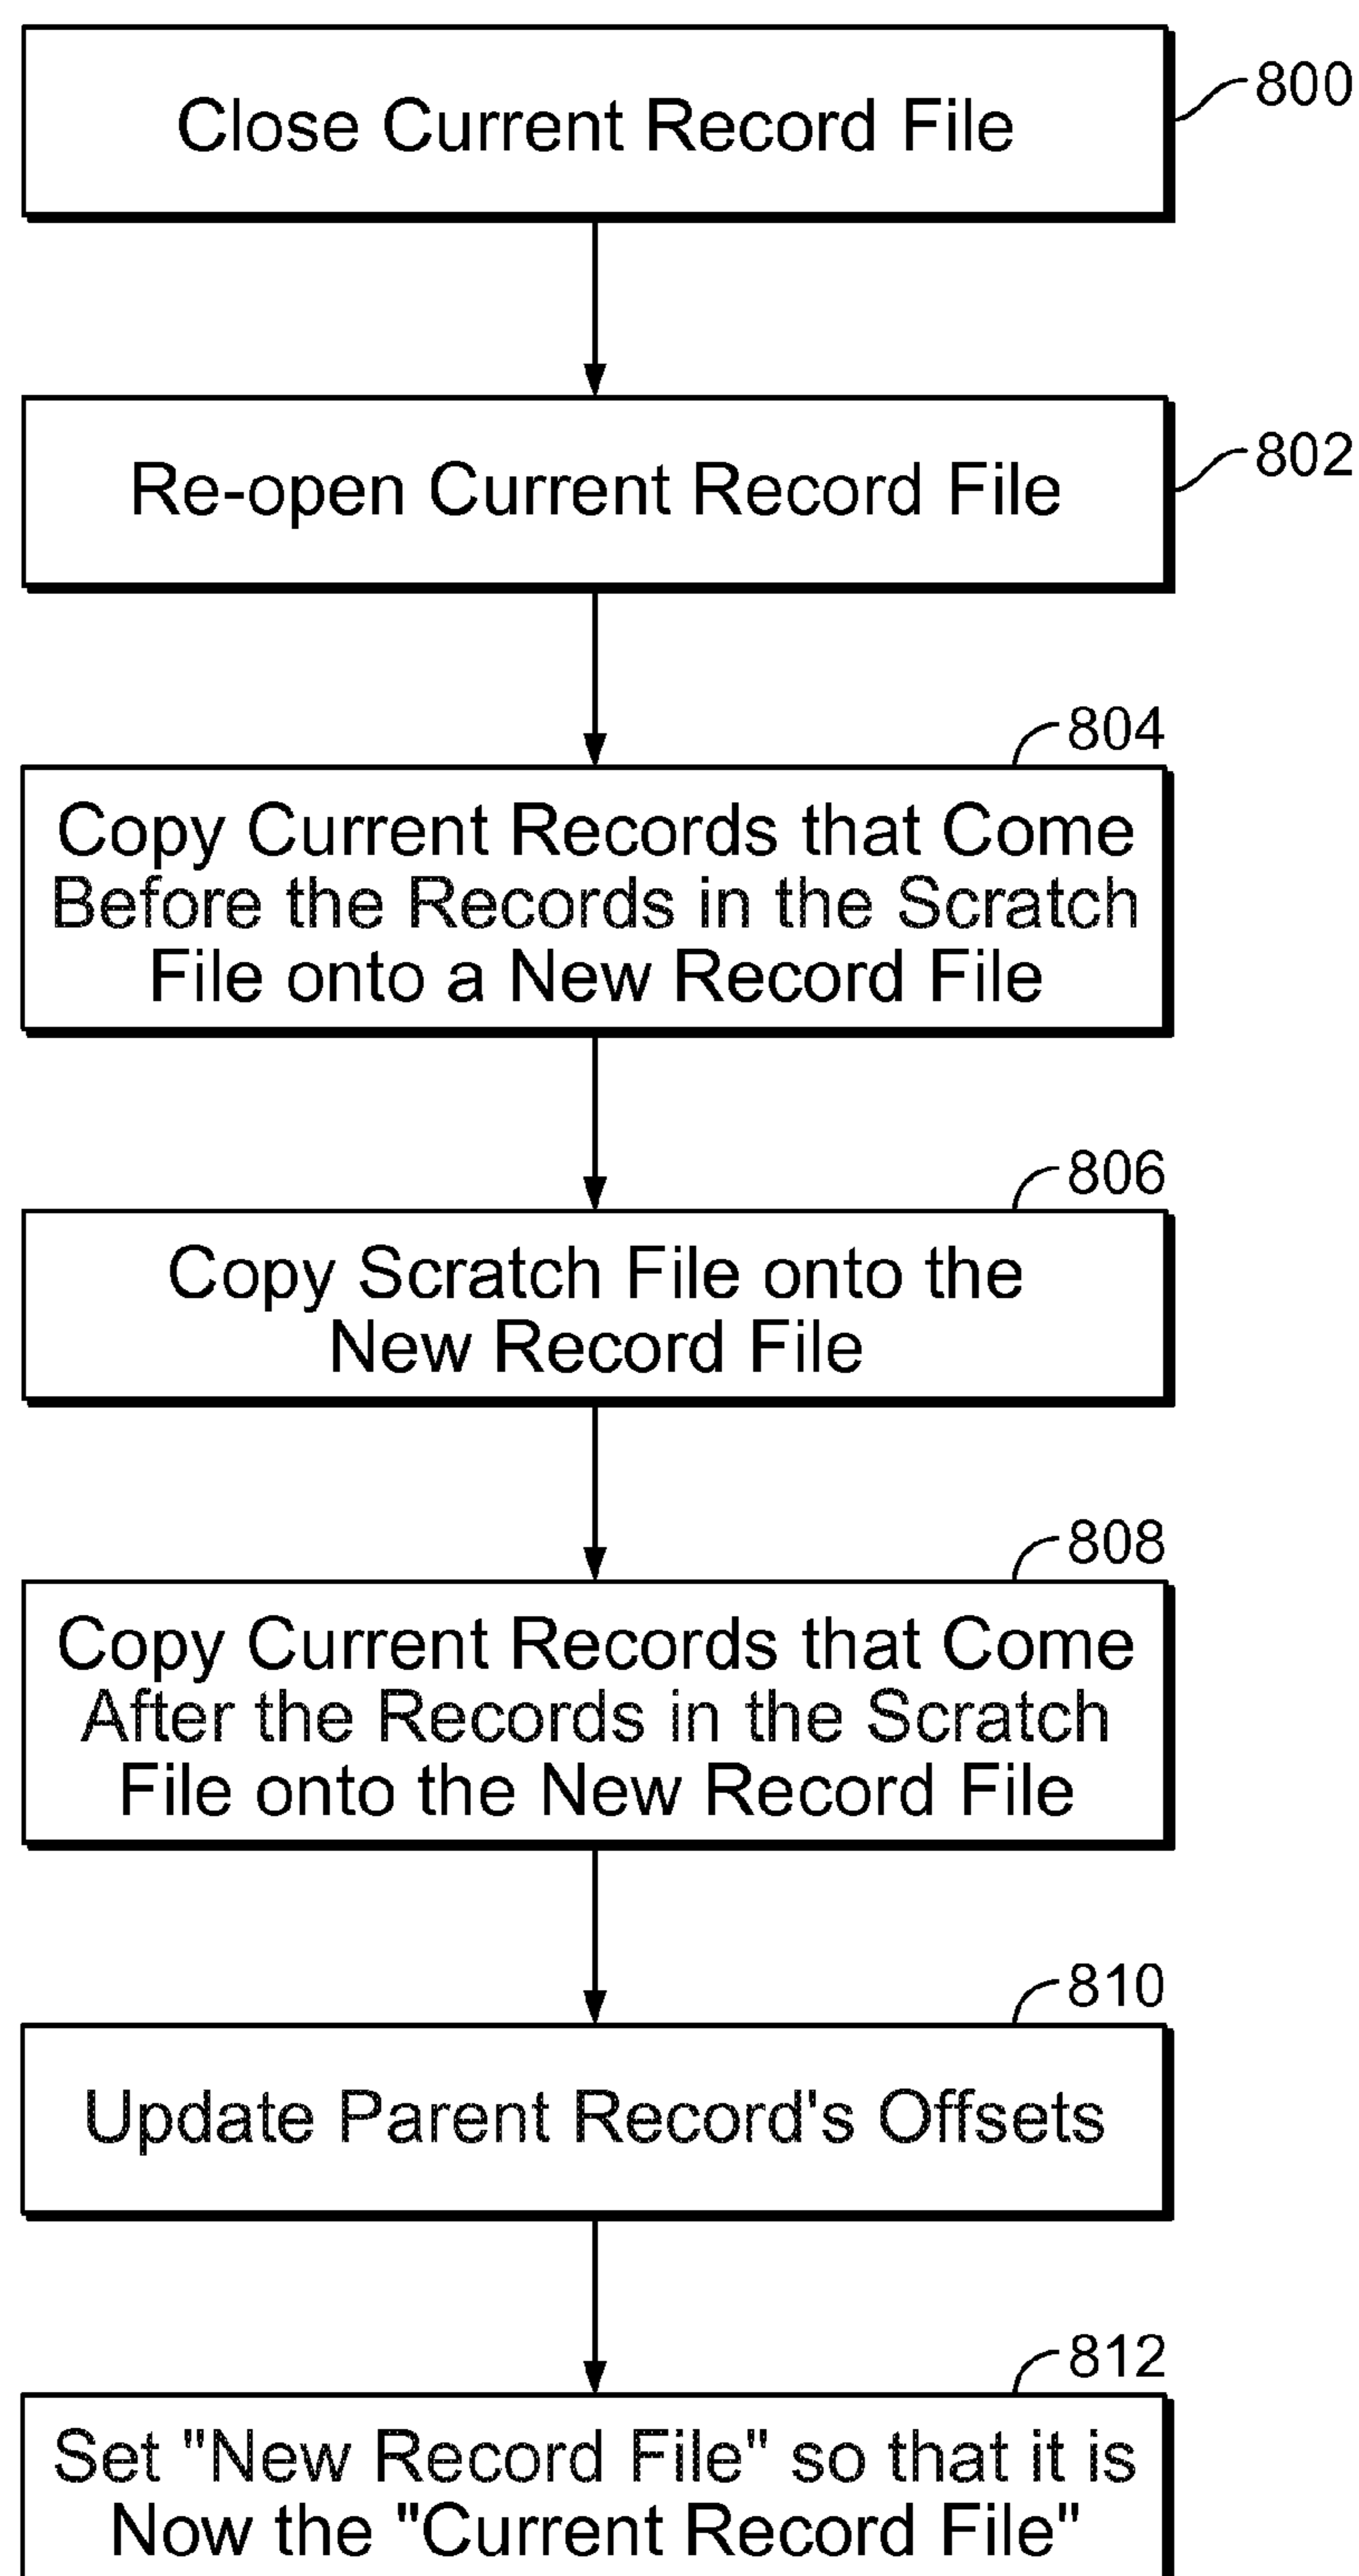 Close Current Record File
800
Re-open Current Record File
802
804
Copy Current Records that Come
Before the Records in the Scratch
File onto a New Record File
806
Copy Scratch File onto the
New Record File
808
Copy Current Records that Come
After the Records in the Scratch
File onto the New Record File
810
Update Parent Record's Offsets
812
Set "New Record File" so that it is
Now the "Current Record File"